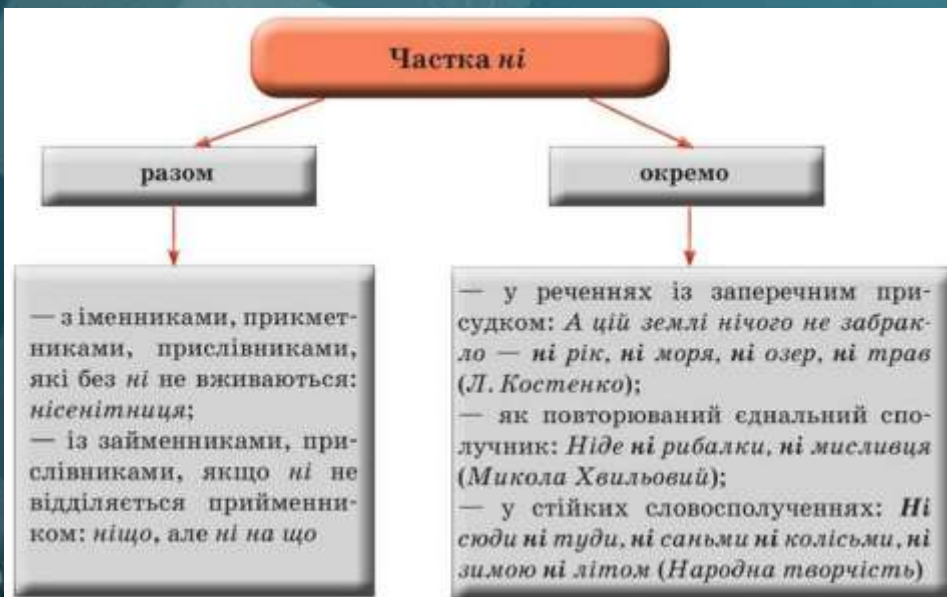 Частка ні
разом
окремо
— з іменниками, прикмет-
никами, прислівниками,
які без ні не вживаються:
нісенітниця;
— із займенниками, при-
слівниками, якщо ні не
відділяється прийменни-
ком: ніщо, але ні на що
— у реченнях із заперечним при-
судком: А цій землі нічого не забрак-
ло — ні рік, ні моря, ні озер, ні трав
(Л. Костенко);
— як повторюваний єднальний спо-
лучник: Ніде ні рибалки, ні мисливця
(Микола Хвильовий);
— у стійких словосполученнях: Ні
сюди ні туди, ні саньми ні колісьми, ні
зимою ні літом (Народна творчість)